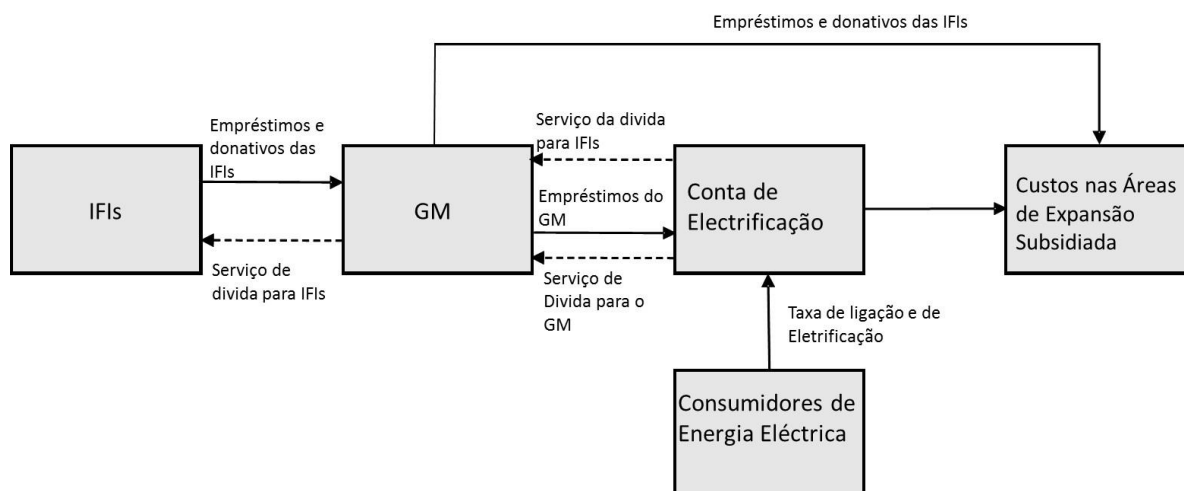 Empréstimos e donativos das IFIs
Empréstimos e
donativos das
IFIs
IFIs
Serviço de
divida para IFIs
GM
Serviço da divida
para IFIs
Empréstimos do
GM
Serviço de
Divida para o
GM
Conta de
Electrificação
Custos nas Áreas
de Expansão
Subsidiada
Taxa de ligação e de
Eletrificação
Consumidores de
Energia Eléctrica